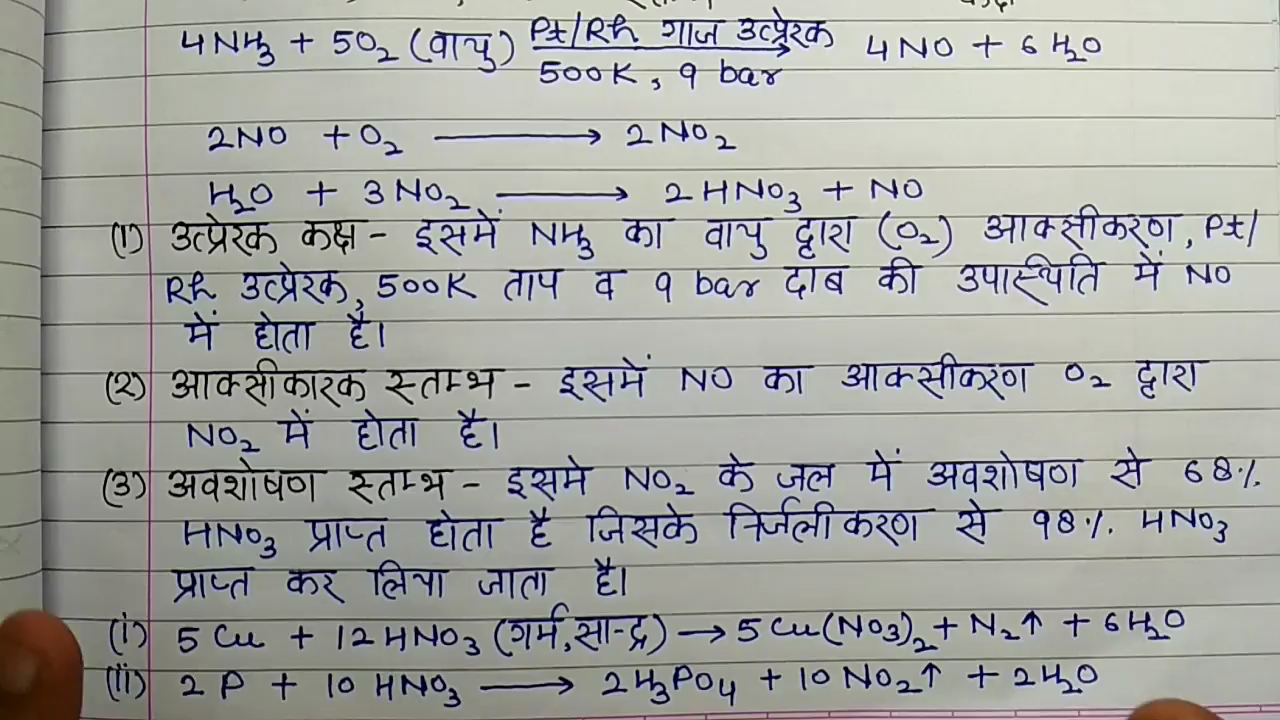 4NH3 + 5O2 (वायु) Pt/Rh गाज उत्प्रेरक → 4NO + 6H2O
500K, 9 bar
2NO + O2 → 2NO2
H2O + 3NO2 → 2HNO3 + NO
(1) उत्प्रेरक कक्ष - इसमें NH3 का वायु द्वारा (O2) आक्सीकरण, Pt/
Rh उत्प्रेरक, 500K ताप व 9 bar दाब की उपास्थिति में NO
में होता है।
(2) आक्सीकारक स्तम्भ - इसमें NO का आक्सीकरण O2 द्वारा
NO2 में होता है।
(3) अवशोषण स्तम्भ - इसमे NO2 के जल में अवशोषण से 68%
HNO3 प्राप्त होता है जिसके निर्जलीकरण से 98% HNO3
प्राप्त कर लिया जाता है।
(i) 5Cu + 12HNO3 (गर्म, सान्द्र) → 5Cu(NO3)2 + N2↑ + 6H2O
(ii) 2P + 10HNO3 → 2H3PO4 + 10NO2↑ + 2H2O